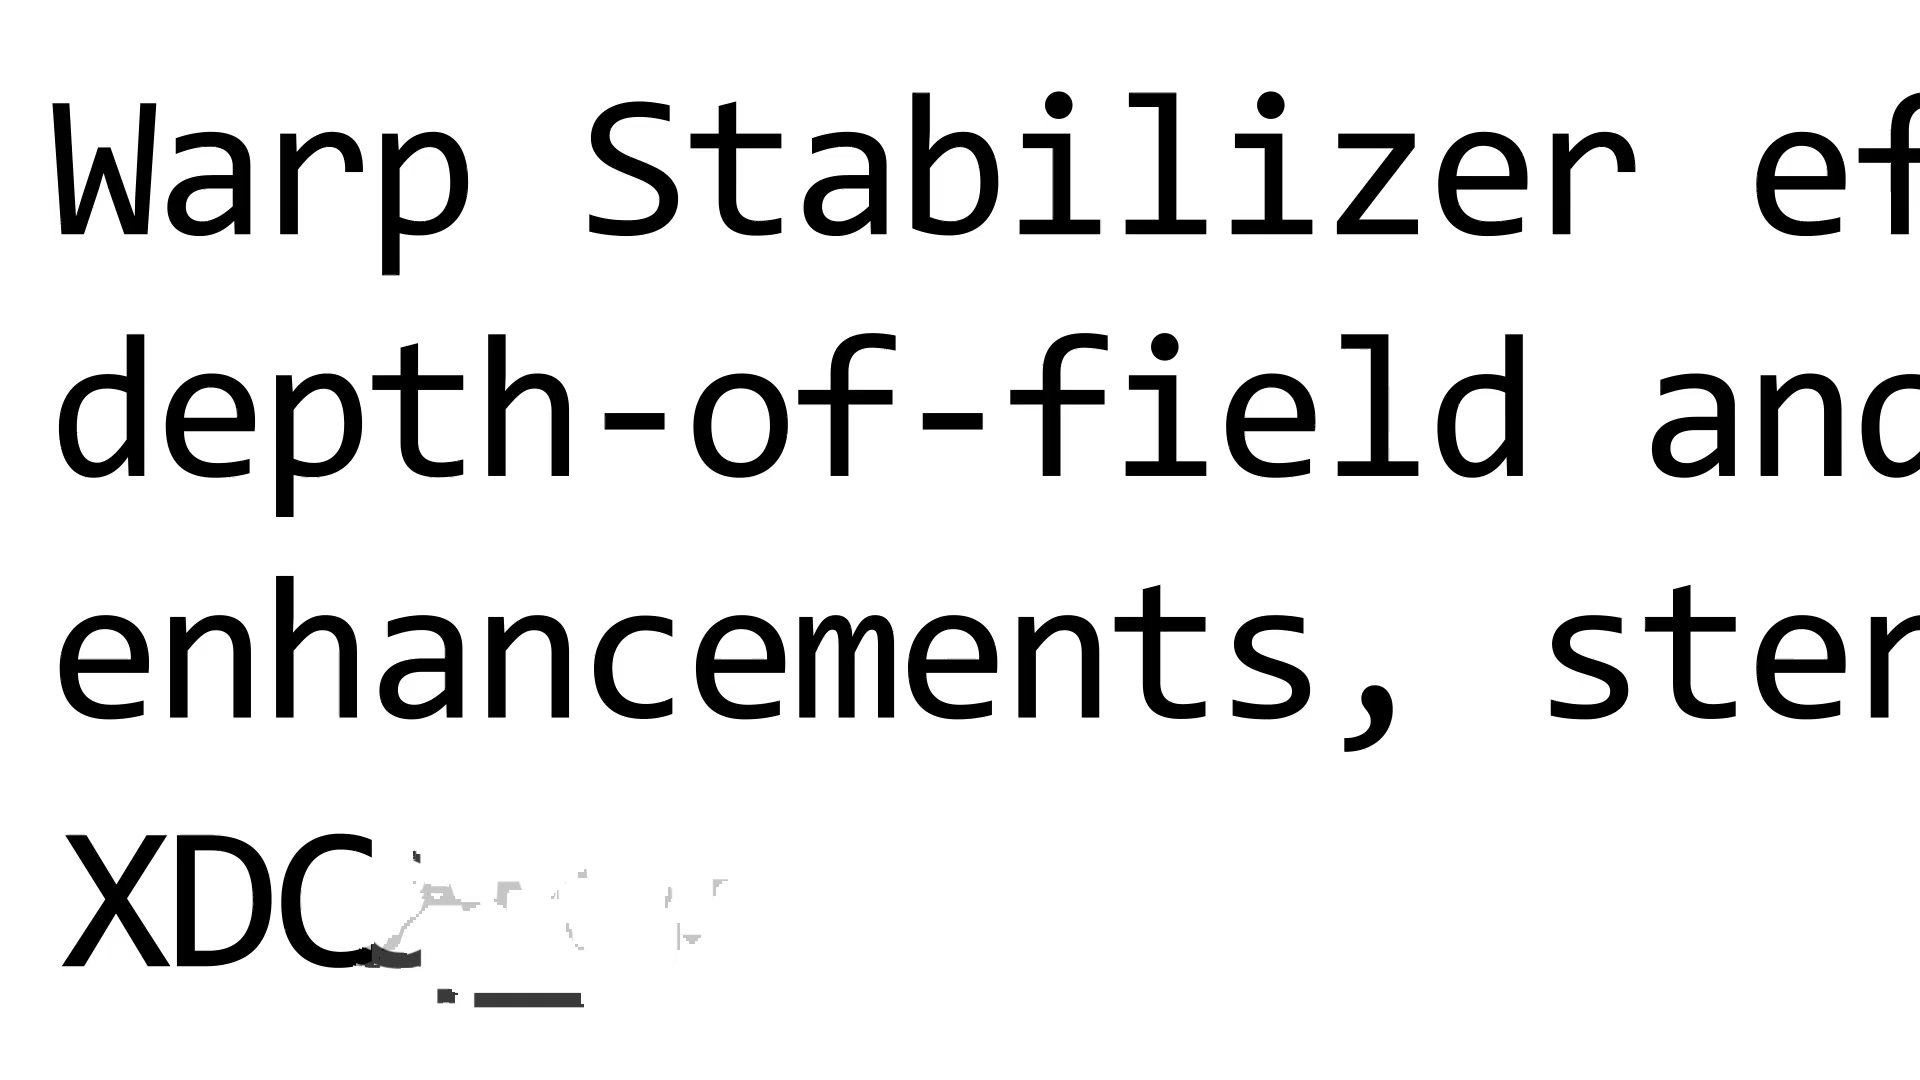 Warp Stabilizer ef
depth-of-field and
enhancements, ster
XDC